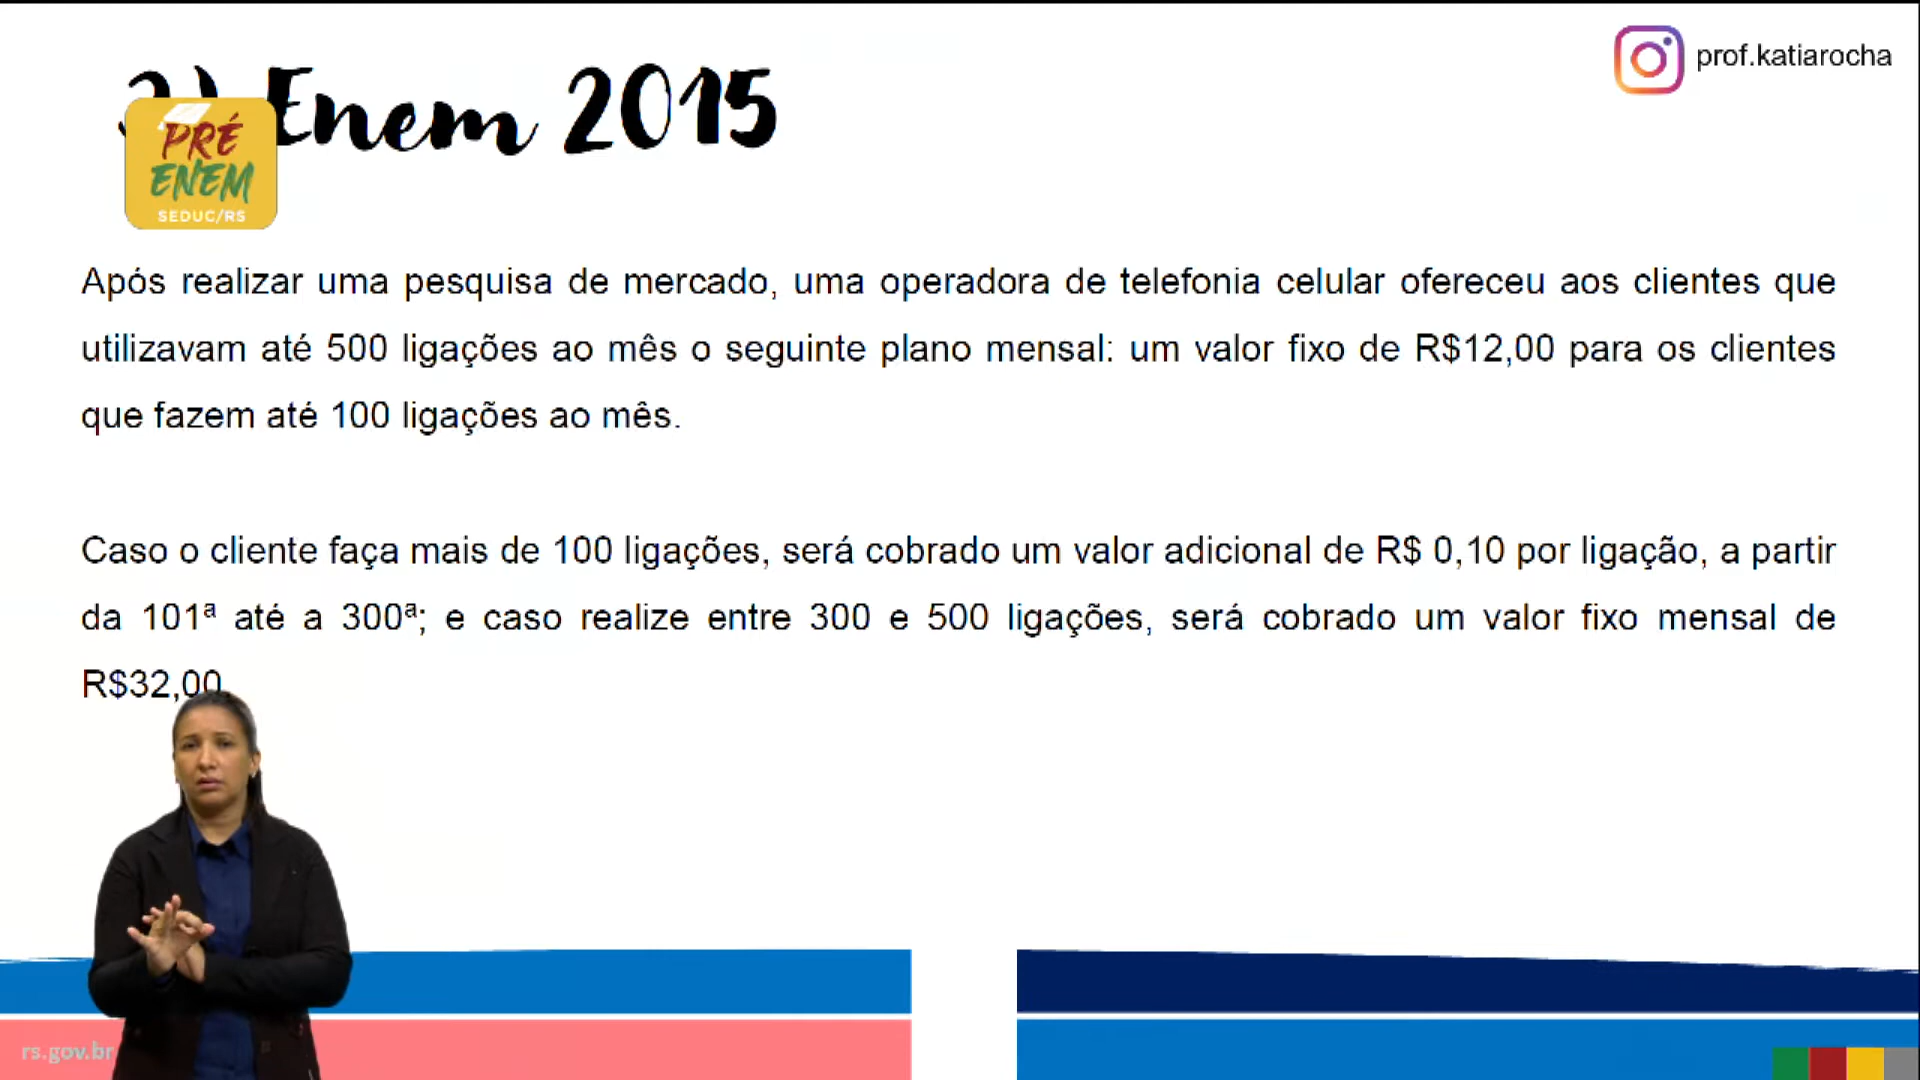 Enem 2015
prof.katiarocha
PRÉ
ENEM
SEDUC/RS
Após realizar uma pesquisa de mercado, uma operadora de telefonia celular ofereceu aos clientes que
utilizavam até 500 ligações ao mês o seguinte plano mensal: um valor fixo de R$12,00 para os clientes
que fazem até 100 ligações ao mês.
Caso o cliente faça mais de 100 ligações, será cobrado um valor adicional de R$ 0,10 por ligação, a partir
da 101ª até a 300ª; e caso realize entre 300 e 500 ligações, será cobrado um valor fixo mensal de
R$32,00.
rs.gov.br